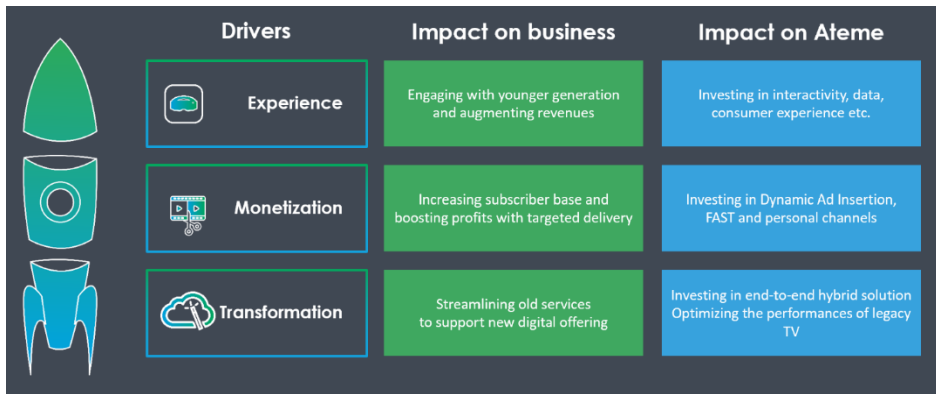 Drivers
Impact on business
Impact on Ateme
Experience
Engaging with younger generation
and augmenting revenues
Investing in interactivity, data,
consumer experience etc.
Monetization
Increasing subscriber base and
boosting profits with targeted delivery
Investing in Dynamic Ad Insertion,
FAST and personal channels
Transformation
Streamlining old services
to support new digital offering
Investing in end-to-end hybrid solution
Optimizing the performances of legacy
TV